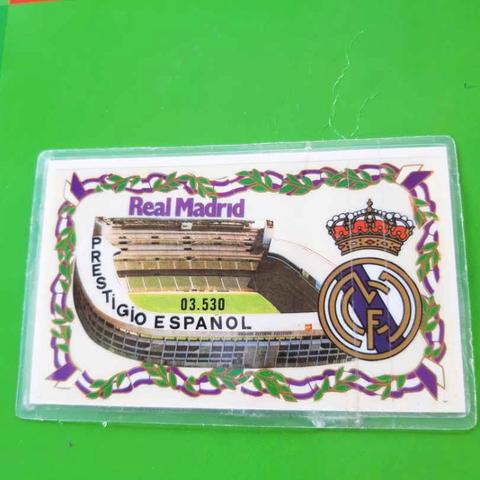 Real Madrid
PRESTIGIO ESPAÑOL
03.530